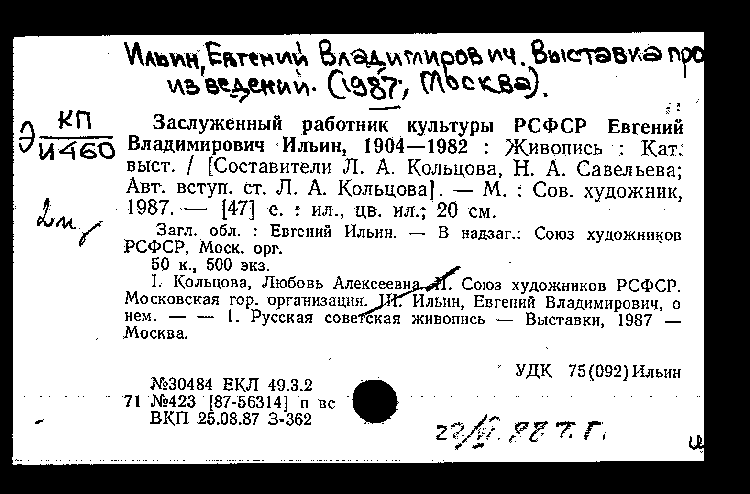 Ильин, Евгений Владимирович. Выставка про
изведений. (1987; Москва).
Э КП
И460
Заслуженный работник культуры РСФСР Евгений
Владимирович Ильин, 1904—1982 : Живопись : Кат.
выст. / [Составители Л. А. Кольцова, Н. А. Савельева;
Авт. вступ. ст. Л. А. Кольцова]. — М. : Сов. художник,
1987. — [47] с. : ил., цв. ил.; 20 см.
Загл. обл. : Евгений Ильин. — В надзаг.: Союз художников
РСФСР, Моск. орг.
50 к., 500 экз.
I. Кольцова, Любовь Алексеевна. II. Союз художников РСФСР.
Московская гор. организация. III. Ильин, Евгений Владимирович, о
нем. — — 1. Русская советская живопись — Выставки, 1987 —
Москва.
УДК 75(092)Ильин
№30484 ЕКЛ 49.3.2
71 №423 [87-56314] п вс
ВКП 25.08.87 З-362